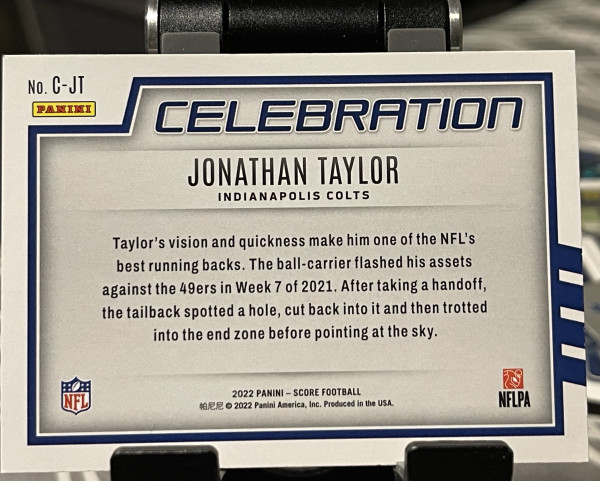 No. C-JT
PANINI
CELEBRATION
JONATHAN TAYLOR
INDIANAPOLIS COLTS
Taylor's vision and quickness make him one of the NFL's
best running backs. The ball-carrier flashed his assets
against the 49ers in Week 7 of 2021. After taking a handoff,
the tailback spotted a hole, cut back into it and then trotted
into the end zone before pointing at the sky.
NFL
2022 PANINI – SCORE FOOTBALL
帕尼尼 © 2022 Panini America, Inc. Produced in the USA.
NFLPA